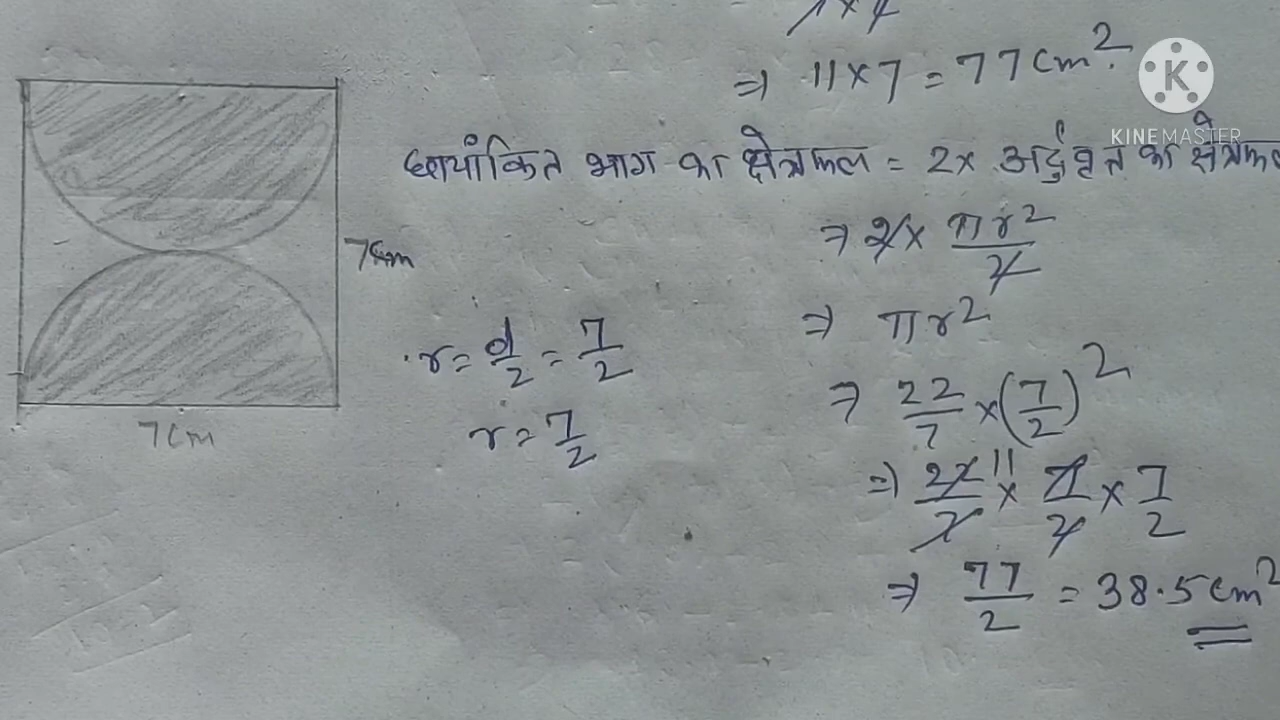 ⇒ 11 × 7 = 77 cm².
KINEMASTER
छायांकित भाग का क्षेत्रफल = 2 × अर्द्धवृत का क्षेत्रफल
⇒ 2 × πr²/2
7cm
⇒ πr²
r = d/2 = 7/2
⇒ 22/7 × (7/2)²
r = 7/2
7cm
⇒ 22/7 11 × 7/2 × 7/2
⇒ 77/2 = 38.5 cm²